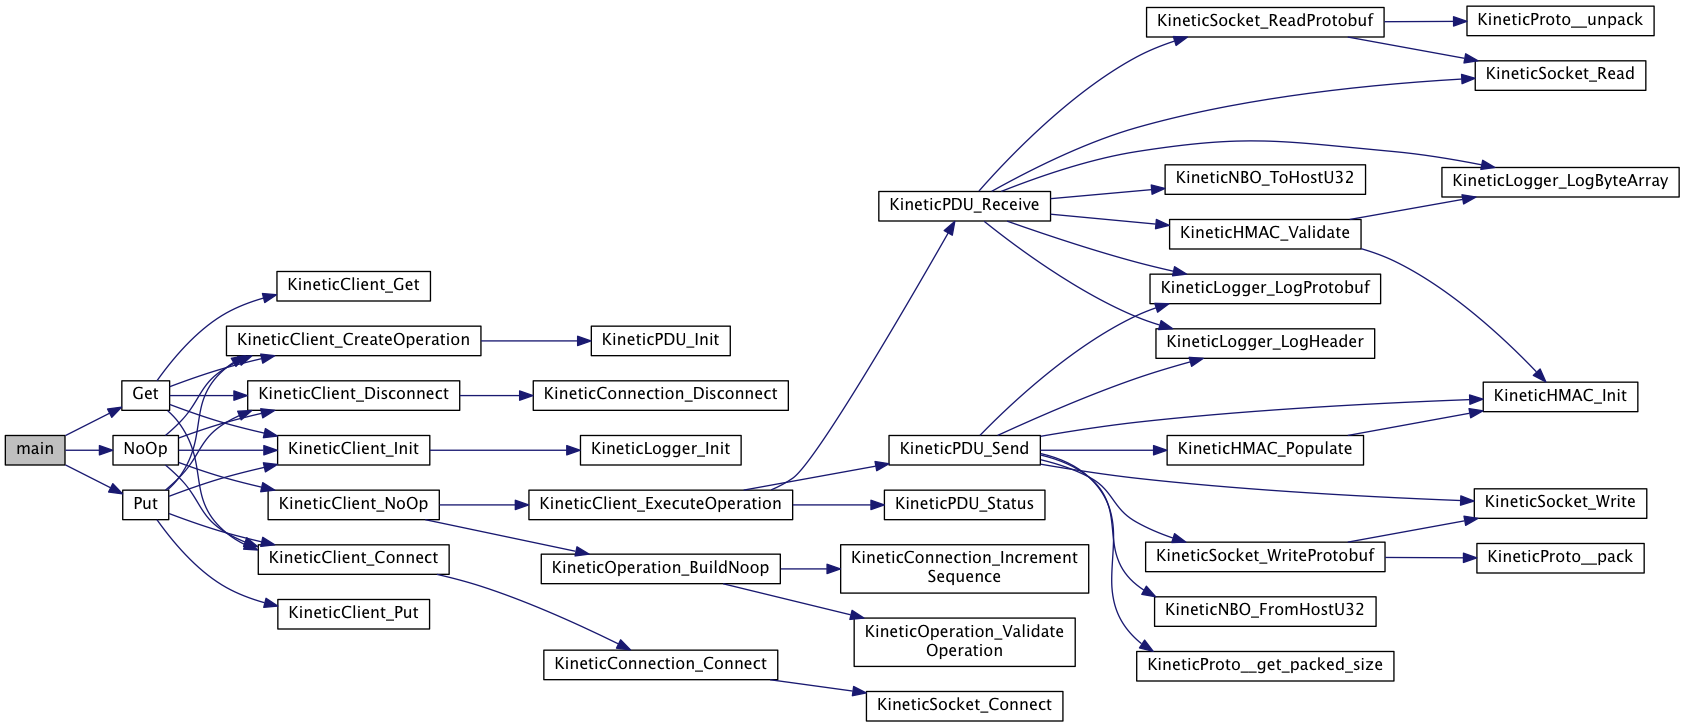 main
Get
NoOp
Put
KineticClient_Get
KineticClient_CreateOperation
KineticClient_Disconnect
KineticClient_Init
KineticClient_NoOp
KineticClient_Connect
KineticClient_Put
KineticPDU_Init
KineticConnection_Disconnect
KineticLogger_Init
KineticClient_ExecuteOperation
KineticOperation_BuildNoop
KineticConnection_Connect
KineticPDU_Receive
KineticPDU_Send
KineticPDU_Status
KineticConnection_Increment
Sequence
KineticOperation_Validate
Operation
KineticSocket_Connect
KineticSocket_ReadProtobuf
KineticNBO_ToHostU32
KineticHMAC_Validate
KineticLogger_LogProtobuf
KineticLogger_LogHeader
KineticHMAC_Populate
KineticSocket_WriteProtobuf
KineticNBO_FromHostU32
KineticProto__get_packed_size
KineticProto__unpack
KineticSocket_Read
KineticLogger_LogByteArray
KineticHMAC_Init
KineticSocket_Write
KineticProto__pack